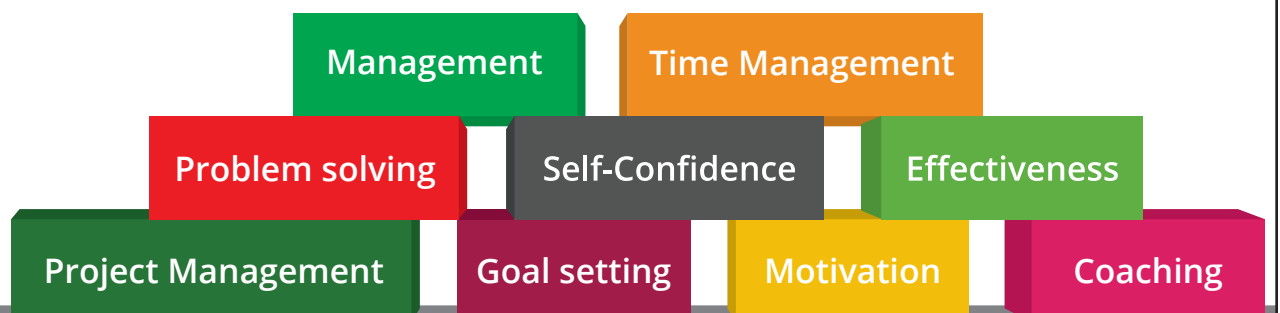 Management
Time Management
Problem solving
Self-Confidence
Effectiveness
Project Management
Goal setting
Motivation
Coaching